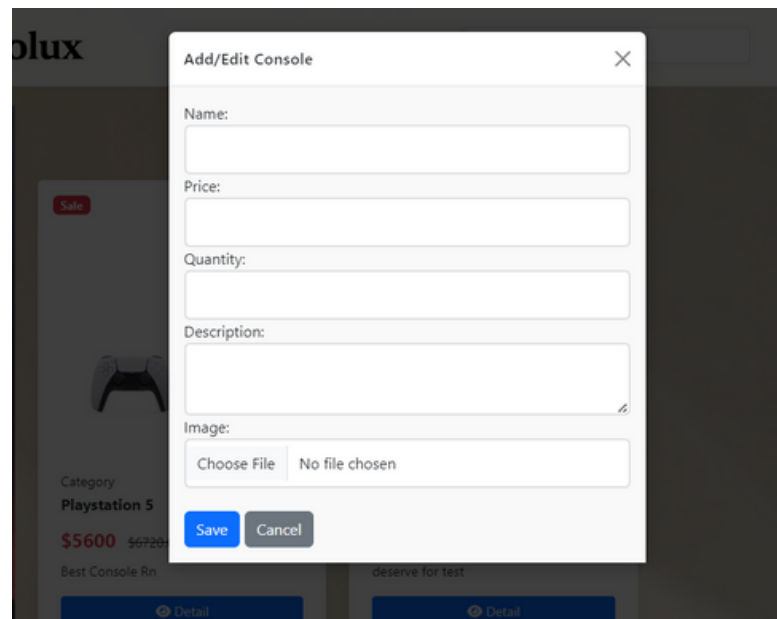 olux
Add/Edit Console
Name:
Price:
Sale
Quantity:
Description:
Image:
Choose File No file chosen
Category
Playstation 5
Save Cancel
$5600
Best Console Rn
deserve for test
Detail
Detail